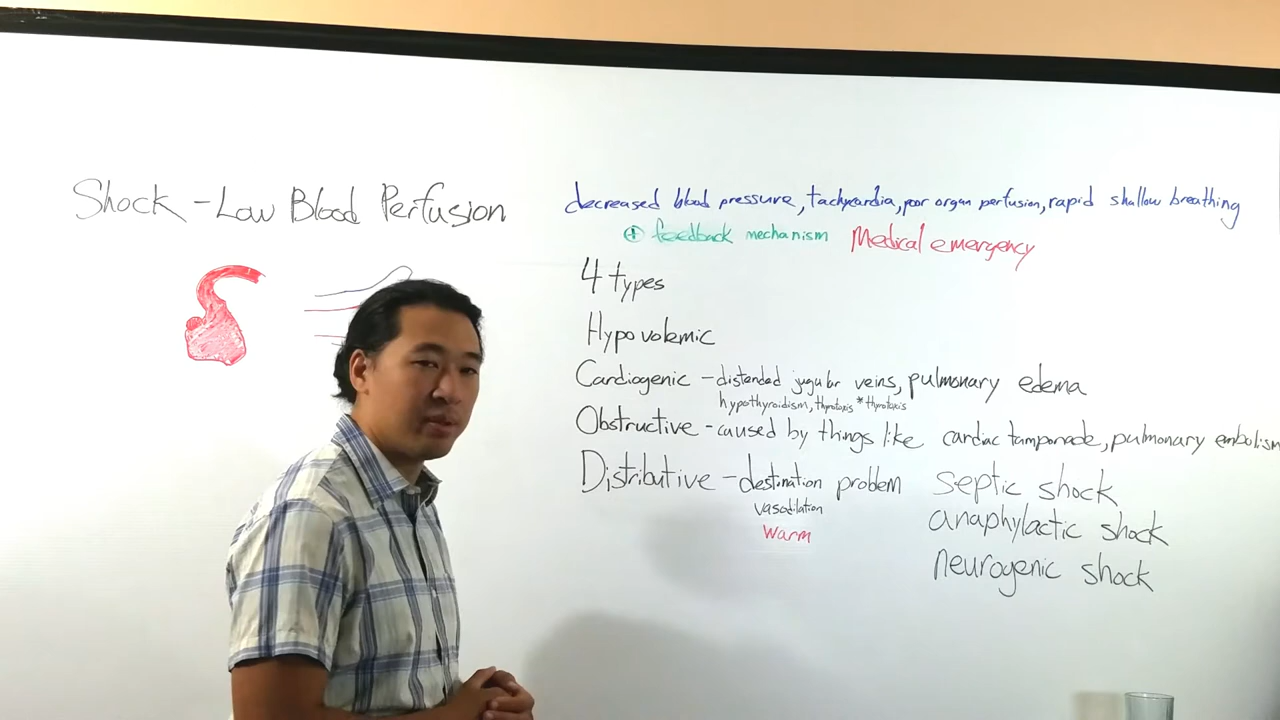 Shock - Low Blood Perfusion
decreased blood pressure, tachycardia, poor organ perfusion, rapid shallow breathing
⊕ feedback mechanism Medical emergency
4 types
Hypovolemic
Cardiogenic - distended jugular veins, pulmonary edema
hypothyroidism, thyrotoxis * thyrotoxis
Obstructive - caused by things like cardiac tamponade, pulmonary embolism
Distributive - destination problem
vasodilation
Warm
septic shock
anaphylactic shock
neurogenic shock